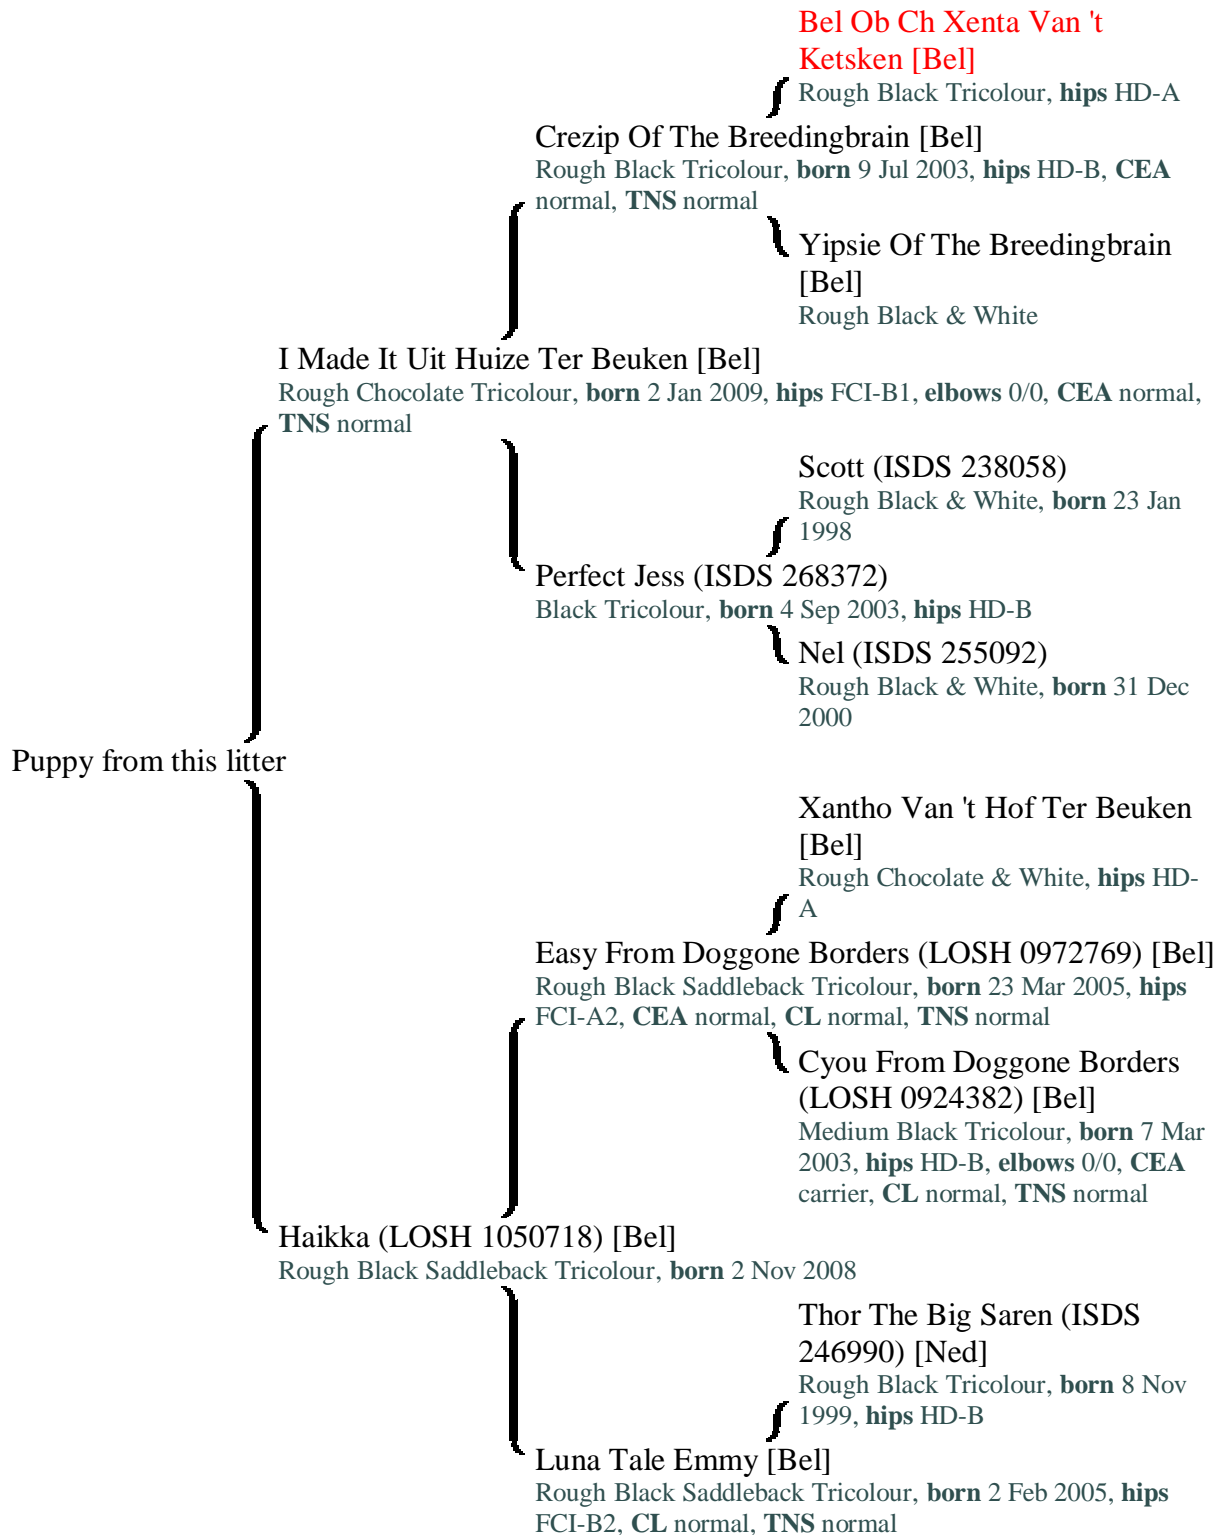 Bel Ob Ch Xenta Van 't
Ketsken [Bel]
Rough Black Tricolour, hips HD-A
Crezip Of The Breedingbrain [Bel]
Rough Black Tricolour, born 9 Jul 2003, hips HD-B, CEA
normal, TNS normal
Yipsie Of The Breedingbrain
[Bel]
Rough Black & White
I Made It Uit Huize Ter Beuken [Bel]
Rough Chocolate Tricolour, born 2 Jan 2009, hips FCI-B1, elbows 0/0, CEA normal,
TNS normal
Scott (ISDS 238058)
Rough Black & White, born 23 Jan
1998
Perfect Jess (ISDS 268372)
Black Tricolour, born 4 Sep 2003, hips HD-B
Nel (ISDS 255092)
Rough Black & White, born 31 Dec
2000
Puppy from this litter
Xantho Van 't Hof Ter Beuken
[Bel]
Rough Chocolate & White, hips HD-
A
Easy From Doggone Borders (LOSH 0972769) [Bel]
Rough Black Saddleback Tricolour, born 23 Mar 2005, hips
FCI-A2, CEA normal, CL normal, TNS normal
Cyou From Doggone Borders
(LOSH 0924382) [Bel]
Medium Black Tricolour, born 7 Mar
2003, hips HD-B, elbows 0/0, CEA
carrier, CL normal, TNS normal
Haikka (LOSH 1050718) [Bel]
Rough Black Saddleback Tricolour, born 2 Nov 2008
Thor The Big Saren (ISDS
246990) [Ned]
Rough Black Tricolour, born 8 Nov
1999, hips HD-B
Luna Tale Emmy [Bel]
Rough Black Saddleback Tricolour, born 2 Feb 2005, hips
FCI-B2, CL normal, TNS normal